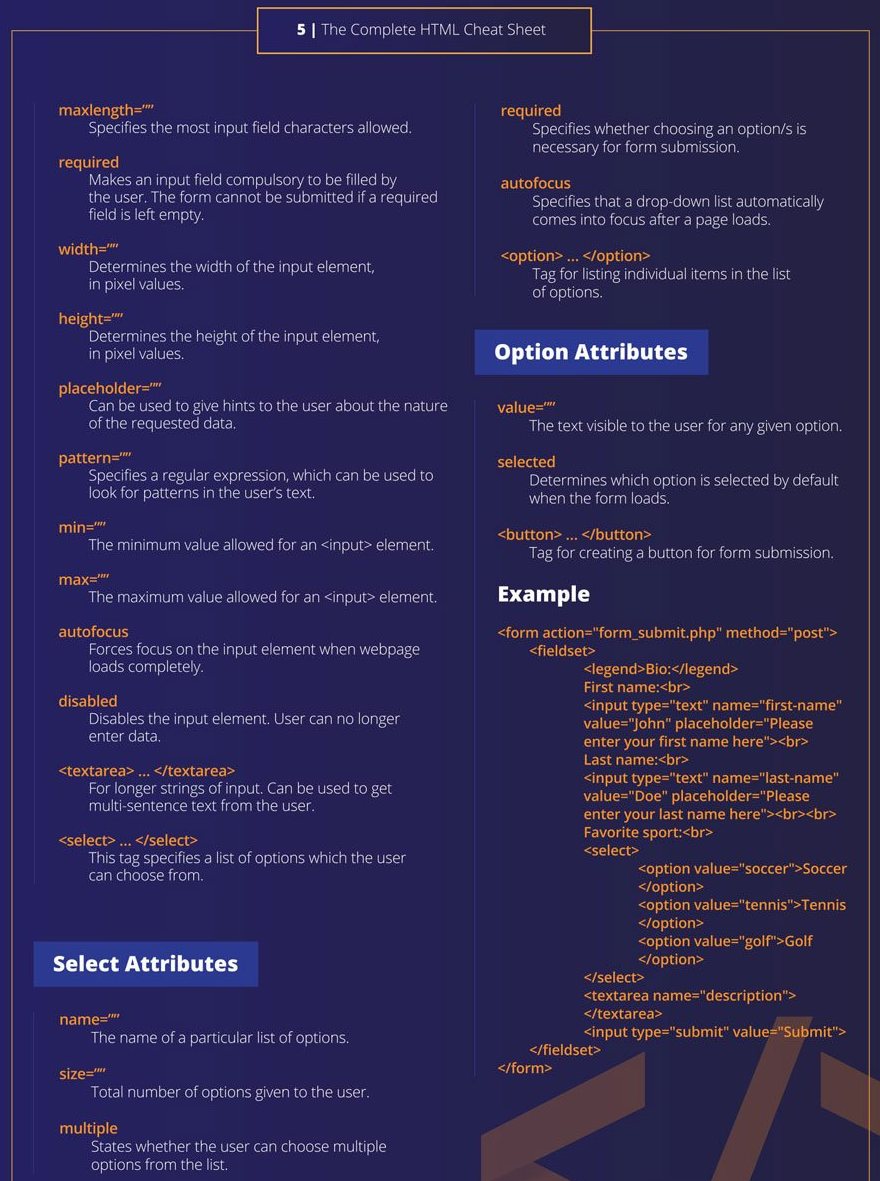 5 | The Complete HTML Cheat Sheet
maxlength=””
Specifies the most input field characters allowed.
required
Makes an input field compulsory to be filled by
the user. The form cannot be submitted if a required
field is left empty.
width=””
Determines the width of the input element,
in pixel values.
height=””
Determines the height of the input element,
in pixel values.
placeholder=””
Can be used to give hints to the user about the nature
of the requested data.
pattern=””
Specifies a regular expression, which can be used to
look for patterns in the user’s text.
min=””
The minimum value allowed for an <input> element.
max=””
The maximum value allowed for an <input> element.
autofocus
Forces focus on the input element when webpage
loads completely.
disabled
Disables the input element. User can no longer
enter data.
<textarea> ... </textarea>
For longer strings of input. Can be used to get
multi-sentence text from the user.
<select> ... </select>
This tag specifies a list of options which the user
can choose from.
Select Attributes
name=””
The name of a particular list of options.
size=””
Total number of options given to the user.
multiple
States whether the user can choose multiple
options from the list.
required
Specifies whether choosing an option/s is
necessary for form submission.
autofocus
Specifies that a drop-down list automatically
comes into focus after a page loads.
<option> ... </option>
Tag for listing individual items in the list
of options.
Option Attributes
value=””
The text visible to the user for any given option.
selected
Determines which option is selected by default
when the form loads.
<button> ... </button>
Tag for creating a button for form submission.
Example
<form action="form_submit.php" method="post">
<fieldset>
<legend>Bio:</legend>
First name:<br>
<input type="text" name="first-name"
value="John" placeholder="Please
enter your first name here"><br>
Last name:<br>
<input type="text" name="last-name"
value="Doe" placeholder="Please
enter your last name here"><br><br>
Favorite sport:<br>
<select>
<option value="soccer">Soccer
</option>
<option value="tennis">Tennis
</option>
<option value="golf">Golf
</option>
</select>
<textarea name="description">
</textarea>
<input type="submit" value="Submit">
</fieldset>
</form>